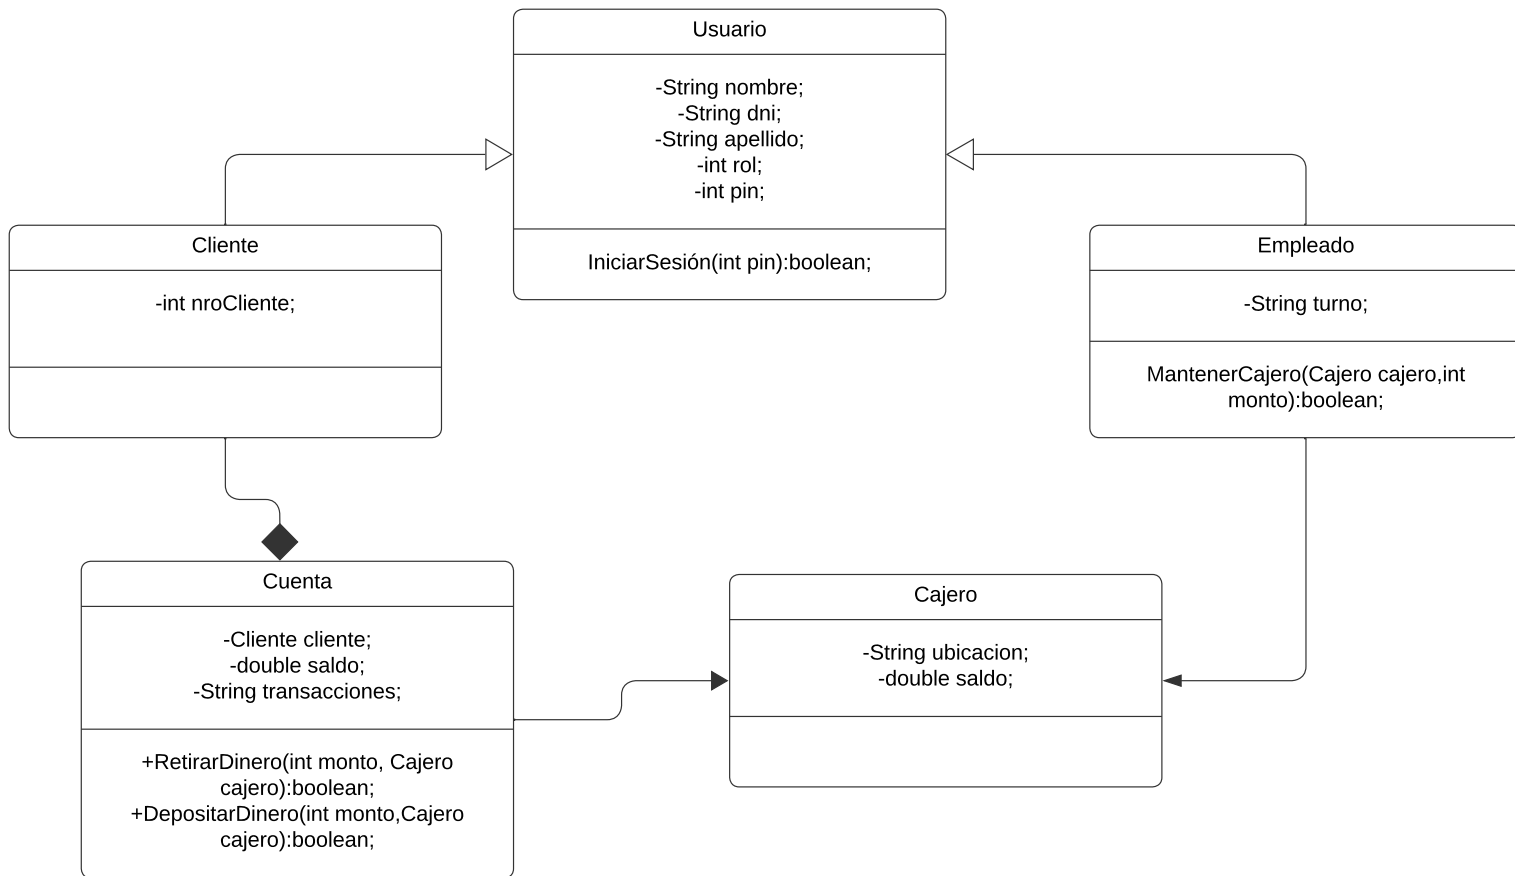 Usuario
-String nombre;
-String dni;
-String apellido;
-int rol;
-int pin;
IniciarSesión(int pin):boolean;
Cliente
-int nroCliente;
Empleado
-String turno;
MantenerCajero(Cajero cajero,int
monto):boolean;
Cuenta
-Cliente cliente;
-double saldo;
-String transacciones;
+RetirarDinero(int monto, Cajero
cajero):boolean;
+DepositarDinero(int monto,Cajero
cajero):boolean;
Cajero
-String ubicacion;
-double saldo;